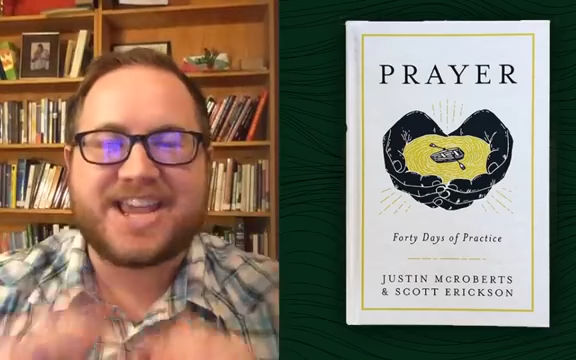 PRAYER
Forty Days of Practice
JUSTIN McROBERTS
& SCOTT ERICKSON